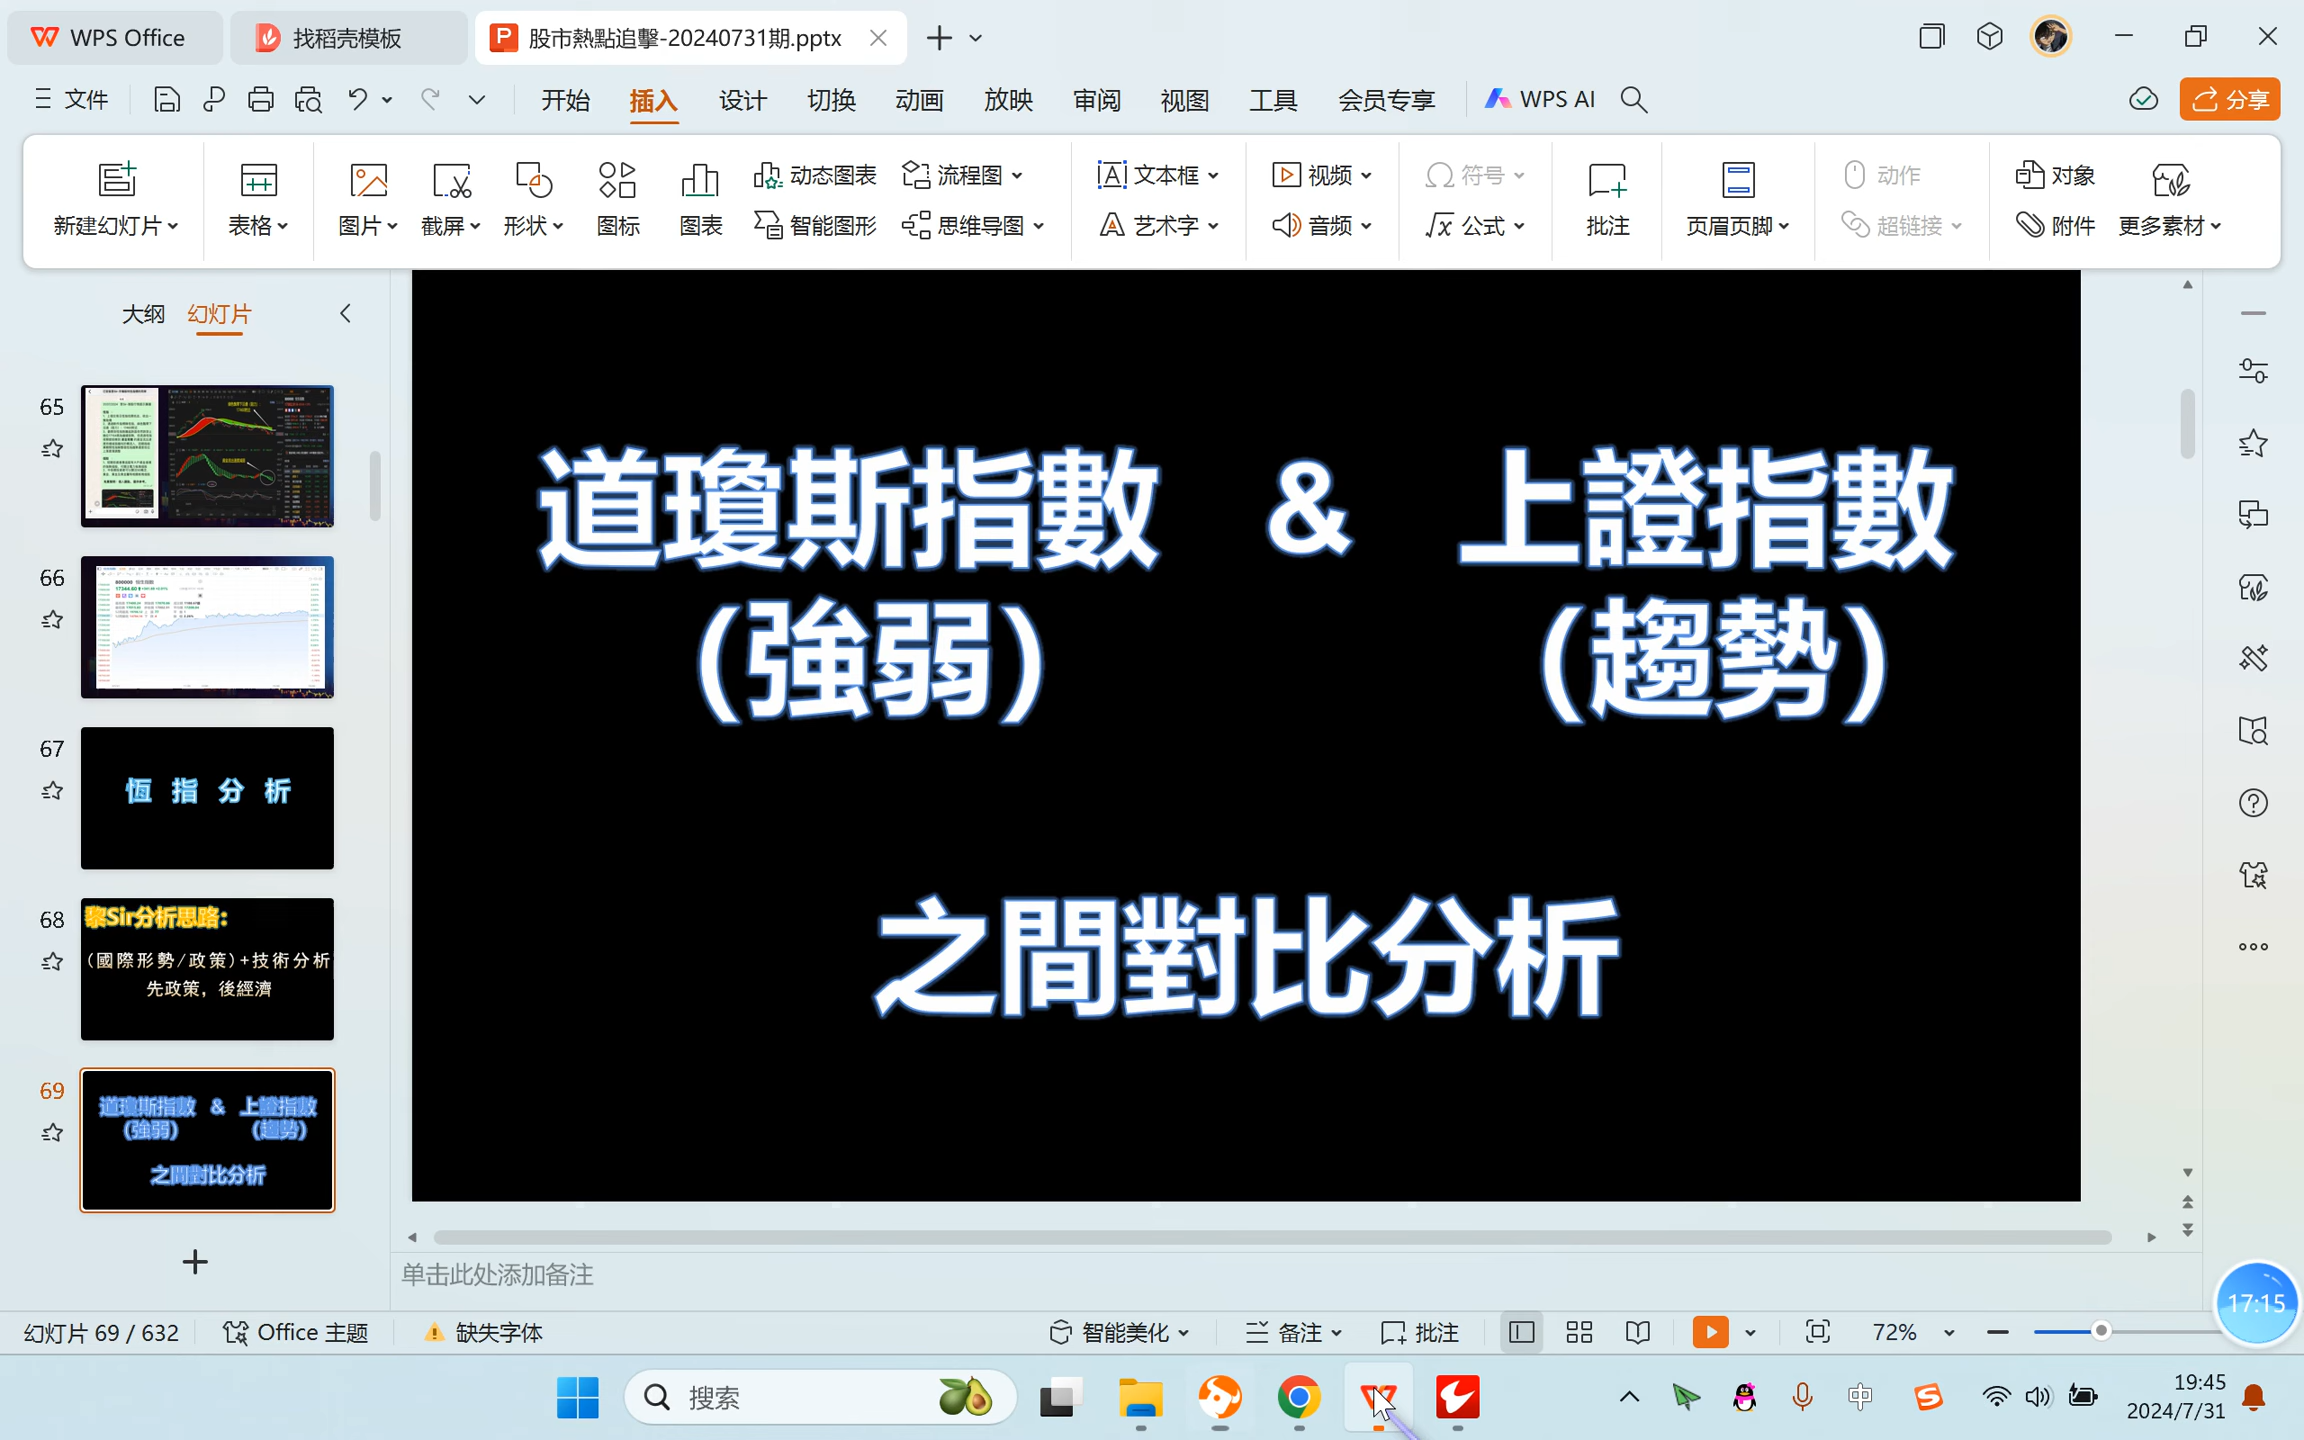 WPS Office
找稻壳模板
股市熱點追擊-20240731期.pptx
文件
开始
插入
设计
切换
动画
放映
审阅
视图
工具
会员专享
WPS AI
分享
新建幻灯片
表格
图片
截屏
形状
图标
图表
动态图表
智能图形
流程图
思维导图
文本框
艺术字
视频
音频
符号
公式
批注
页眉页脚
动作
超链接
对象
附件
更多素材
大纲
幻灯片
65
66
67
恆 指 分 析
68
黎Sir分析思路:
(國際形勢/政策)+技術分析
先政策，後經濟
69
道瓊斯指數 & 上證指數
(強弱) (趨勢)
之間對比分析
道瓊斯指數 & 上證指數
(強弱) (趨勢)
之間對比分析
单击此处添加备注
17:15
幻灯片 69 / 632
Office 主题
缺失字体
智能美化
备注
批注
72%
搜索
中
19:45
2024/7/31